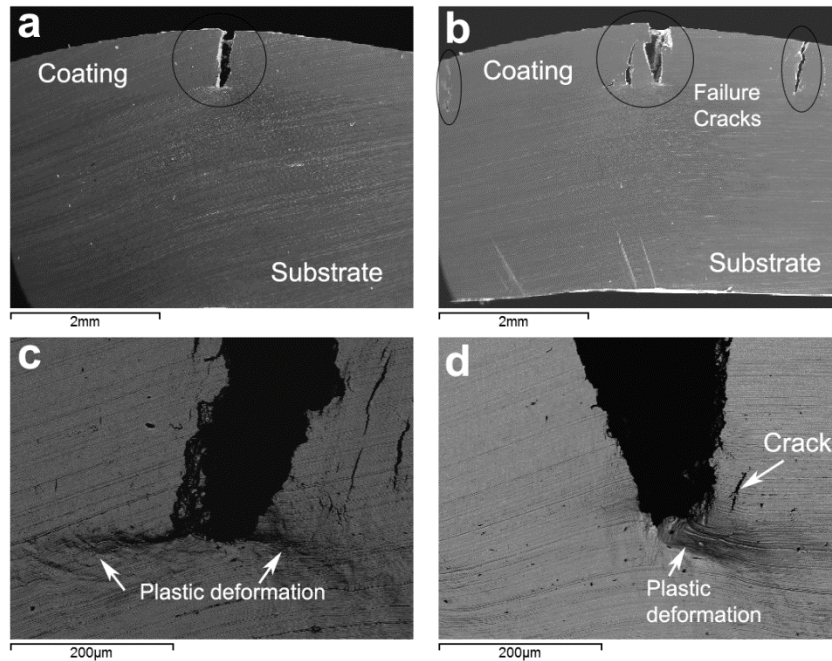 a
Coating
Substrate
2mm
b
Coating
Failure
Cracks
Substrate
2mm
c
Plastic deformation
200µm
d
Crack
Plastic
deformation
200µm